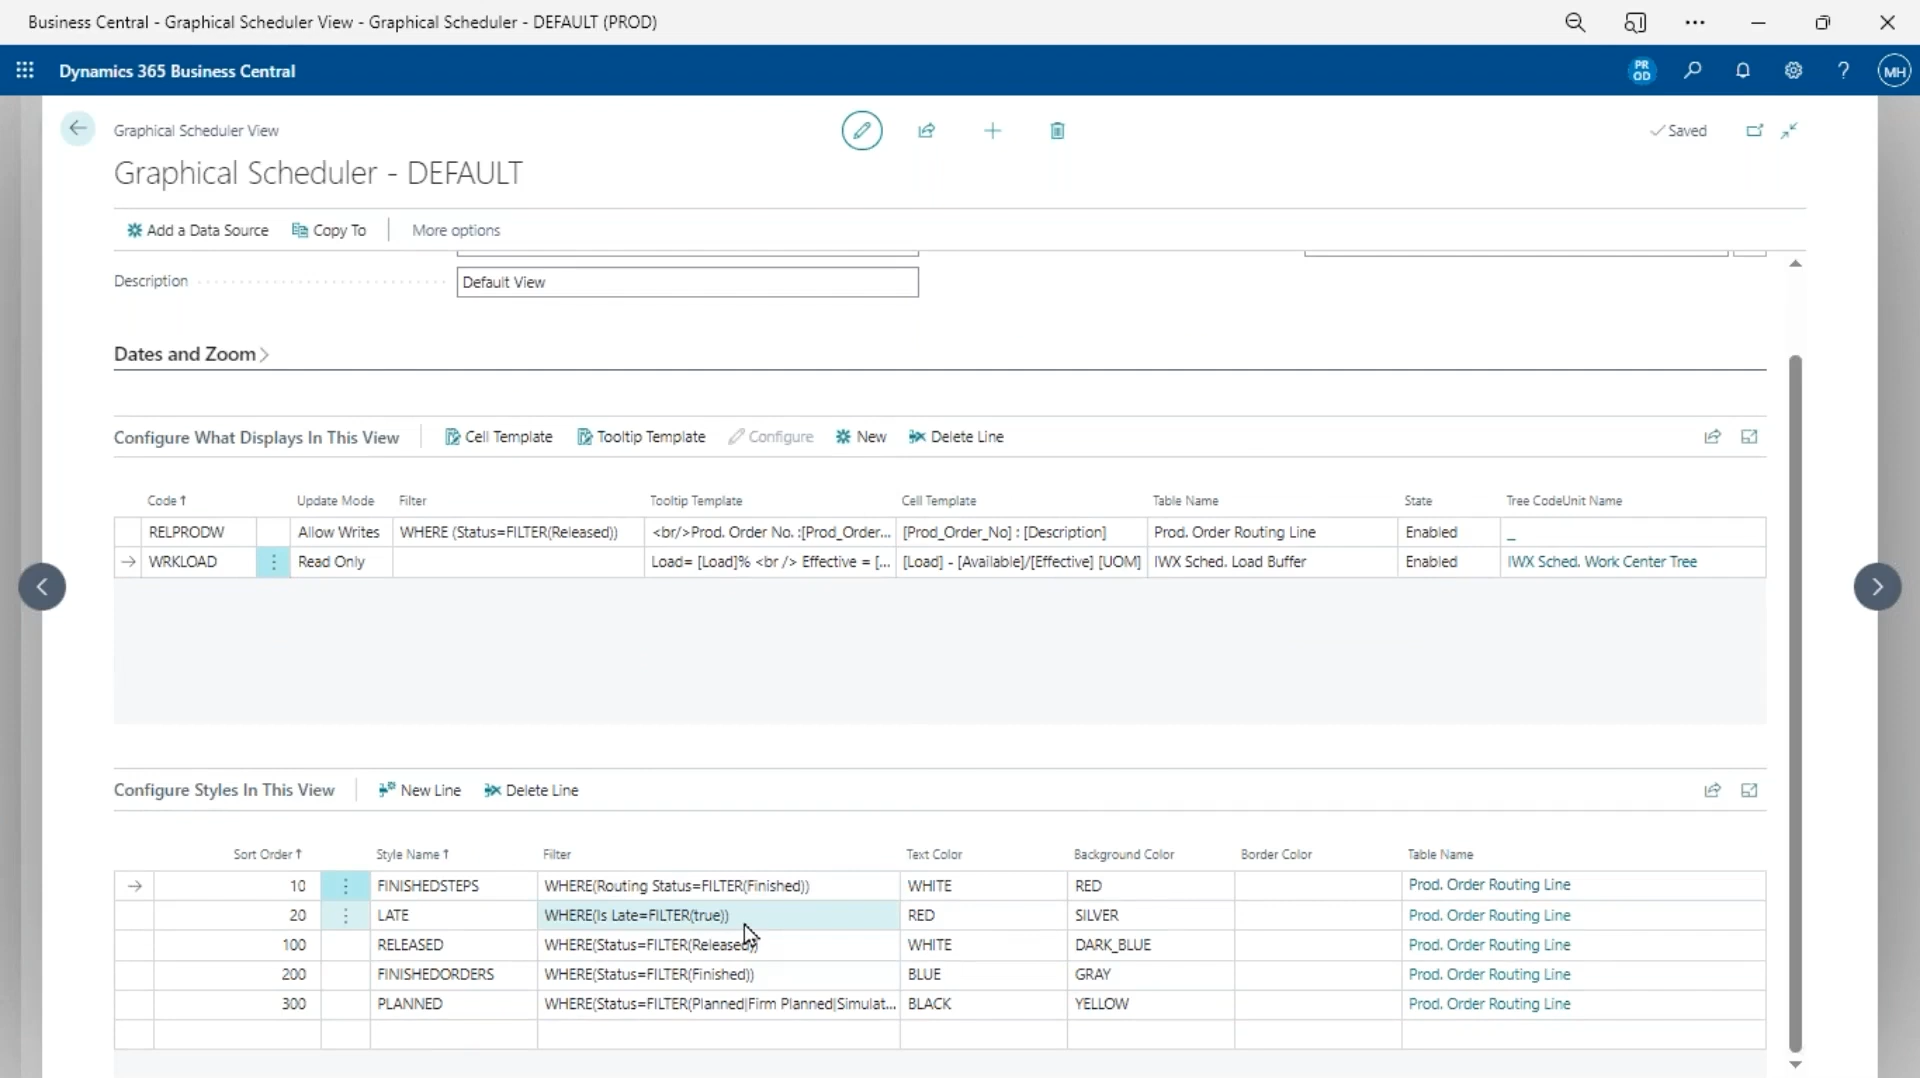 Business Central - Graphical Scheduler View - Graphical Scheduler - DEFAULT (PROD)
Dynamics 365 Business Central
PR
OD
MH
Graphical Scheduler View
Saved
Graphical Scheduler - DEFAULT
Add a Data Source Copy To More options
Description Default View
Dates and Zoom
Configure What Displays In This View Cell Template Tooltip Template Configure New Delete Line
Code↑ Update Mode Filter Tooltip Template Cell Template Table Name State Tree CodeUnit Name
RELPRODW Allow Writes WHERE (Status=FILTER(Released)) <br/>Prod. Order No. :[Prod_Order... [Prod_Order_No] : [Description] Prod. Order Routing Line Enabled _
WRKLOAD Read Only Load= [Load]% <br /> Effective = [... [Load] - [Available]/[Effective] [UOM] IWX Sched. Load Buffer Enabled IWX Sched. Work Center Tree
Configure Styles In This View New Line Delete Line
Sort Order↑ Style Name↑ Filter Text Color Background Color Border Color Table Name
10 FINISHEDSTEPS WHERE(Routing Status=FILTER(Finished)) WHITE RED Prod. Order Routing Line
20 LATE WHERE(Is Late=FILTER(true)) RED SILVER Prod. Order Routing Line
100 RELEASED WHERE(Status=FILTER(Released)) WHITE DARK_BLUE Prod. Order Routing Line
200 FINISHEDORDERS WHERE(Status=FILTER(Finished)) BLUE GRAY Prod. Order Routing Line
300 PLANNED WHERE(Status=FILTER(Planned|Firm Planned|Simulat... BLACK YELLOW Prod. Order Routing Line